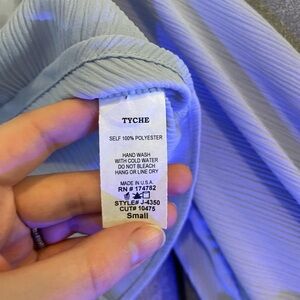 TYCHE
SELF 100% POLYESTER
HAND WASH
WITH COLD WATER
DO NOT BLEACH
HANG OR LINE DRY
MADE IN U.S.A.
RN # 174782
STYLE# J-4350
CUT# 10475
Small